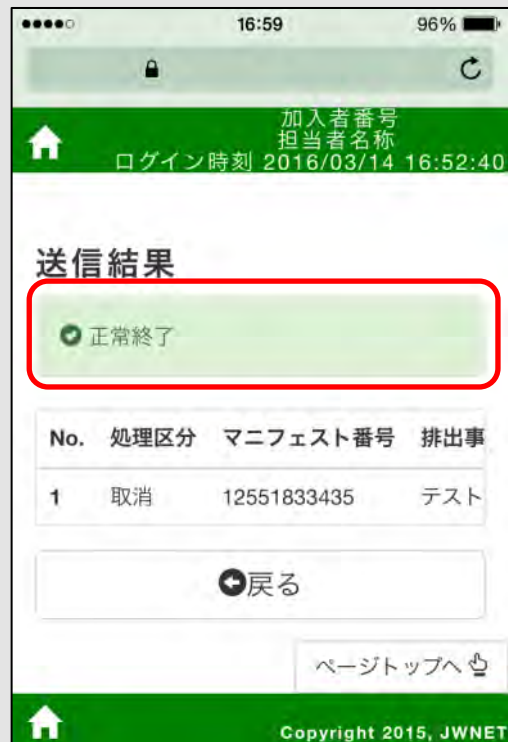 16:59
96%
加入者番号
担当者名称
ログイン時刻 2016/03/14 16:52:40
送信結果
正常終了
No. 処理区分 マニフェスト番号 排出事
1 取消 12551833435 テスト
戻る
ページトップへ
Copyright 2015, JWNET